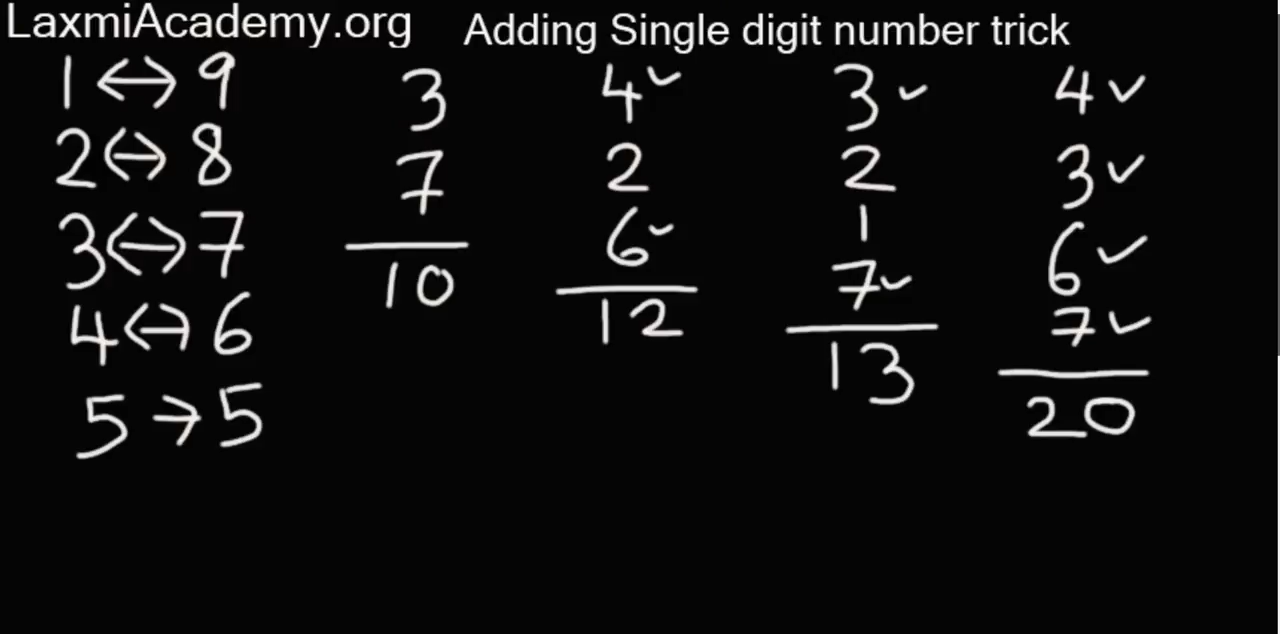 LaxmiAcademy.org
Adding Single digit number trick
1 ↔ 9
2 ↔ 8
3 ↔ 7
4 ↔ 6
5 → 5
3
7
10
4 ✓
2
6 ✓
12
3 ✓
2
1
7 ✓
13
4 ✓
3 ✓
6 ✓
7 ✓
20